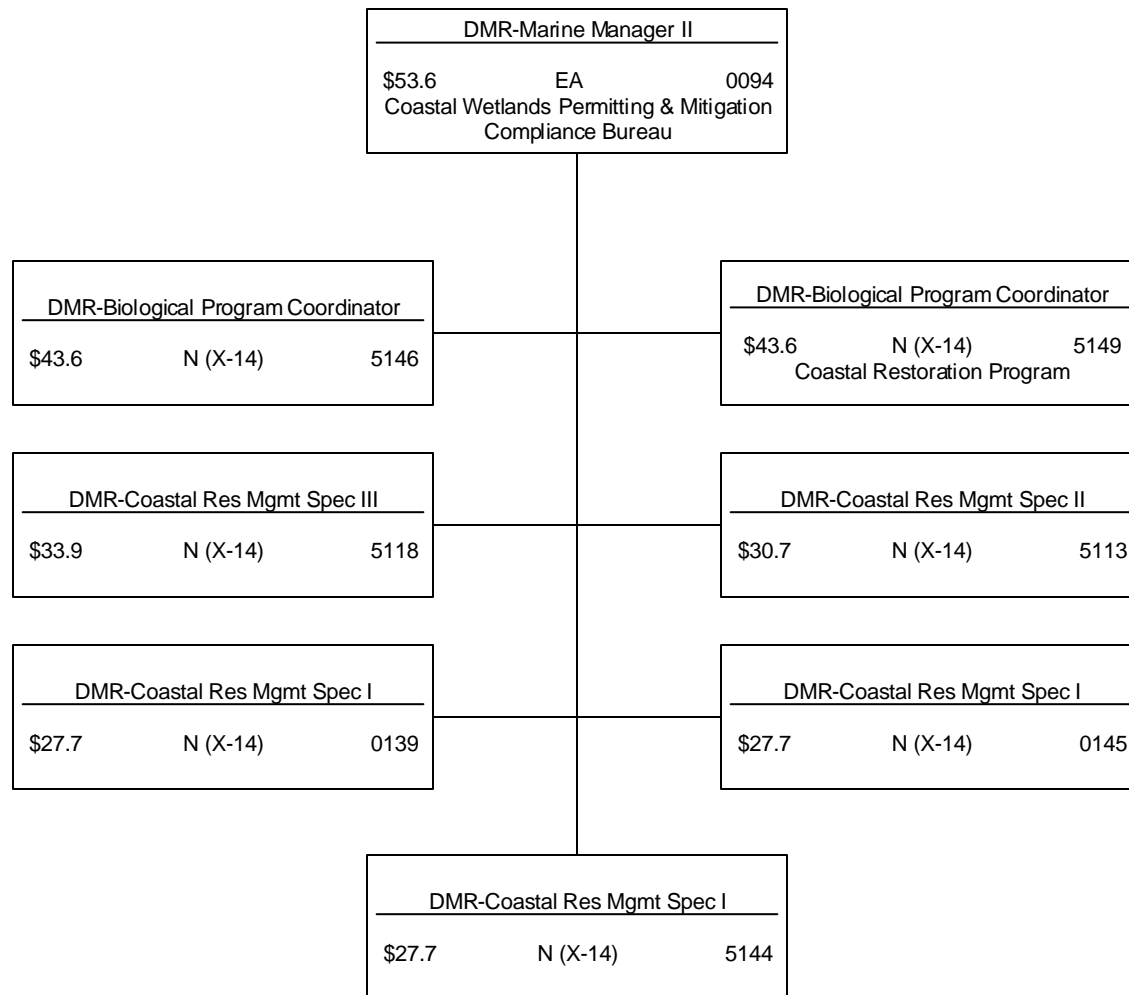 DMR-Marine Manager II
$53.6 EA 0094
Coastal Wetlands Permitting & Mitigation
Compliance Bureau
DMR-Biological Program Coordinator
$43.6 N (X-14) 5146
DMR-Biological Program Coordinator
$43.6 N (X-14) 5149
Coastal Restoration Program
DMR-Coastal Res Mgmt Spec III
$33.9 N (X-14) 5118
DMR-Coastal Res Mgmt Spec II
$30.7 N (X-14) 5113
DMR-Coastal Res Mgmt Spec I
$27.7 N (X-14) 0139
DMR-Coastal Res Mgmt Spec I
$27.7 N (X-14) 0145
DMR-Coastal Res Mgmt Spec I
$27.7 N (X-14) 5144